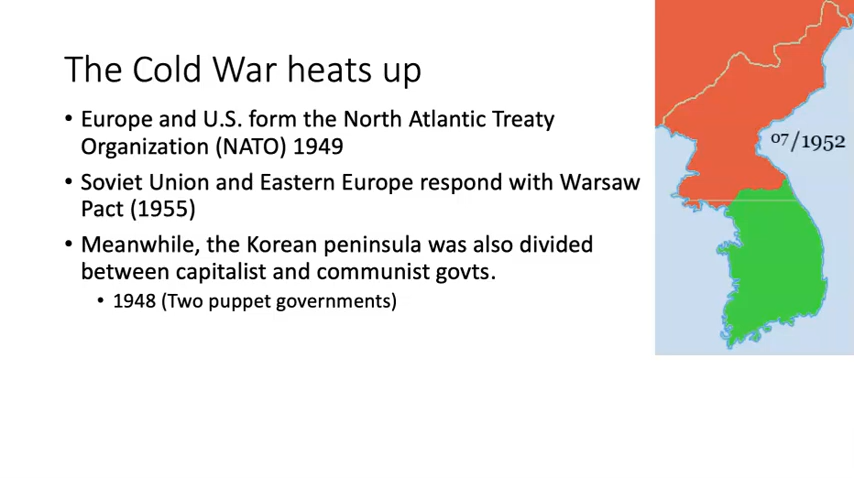 The Cold War heats up
• Europe and U.S. form the North Atlantic Treaty
Organization (NATO) 1949
• Soviet Union and Eastern Europe respond with Warsaw
Pact (1955)
• Meanwhile, the Korean peninsula was also divided
between capitalist and communist govts.
• 1948 (Two puppet governments)
07/1952